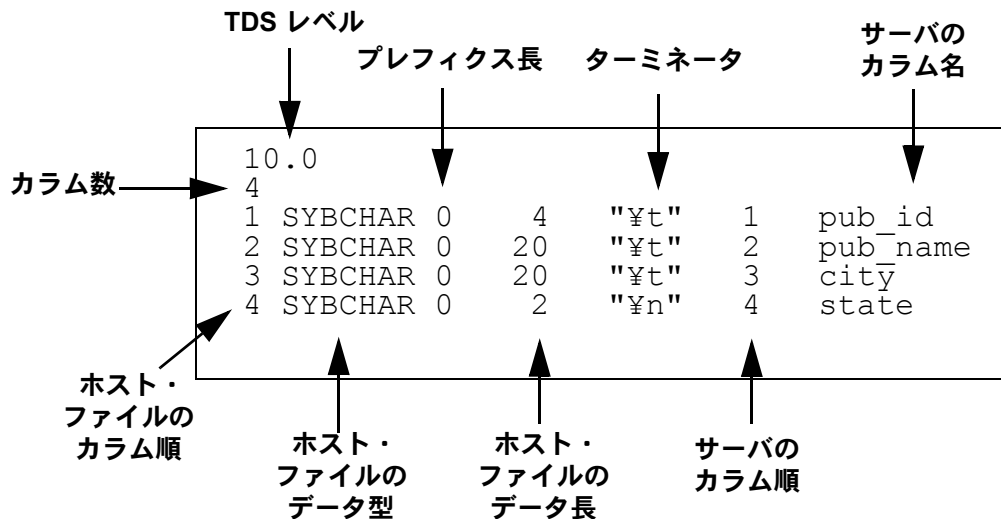 TDS レベル
プレフィクス長
ターミネータ
サーバの
カラム名
カラム数
10.0
4
1 SYBCHAR 0 4 "¥t" 1 pub_id
2 SYBCHAR 0 20 "¥t" 2 pub_name
3 SYBCHAR 0 20 "¥t" 3 city
4 SYBCHAR 0 2 "¥n" 4 state
ホスト・
ファイルの
カラム順
ホスト・
ファイルの
データ型
ホスト・
ファイルの
データ長
サーバの
カラム順